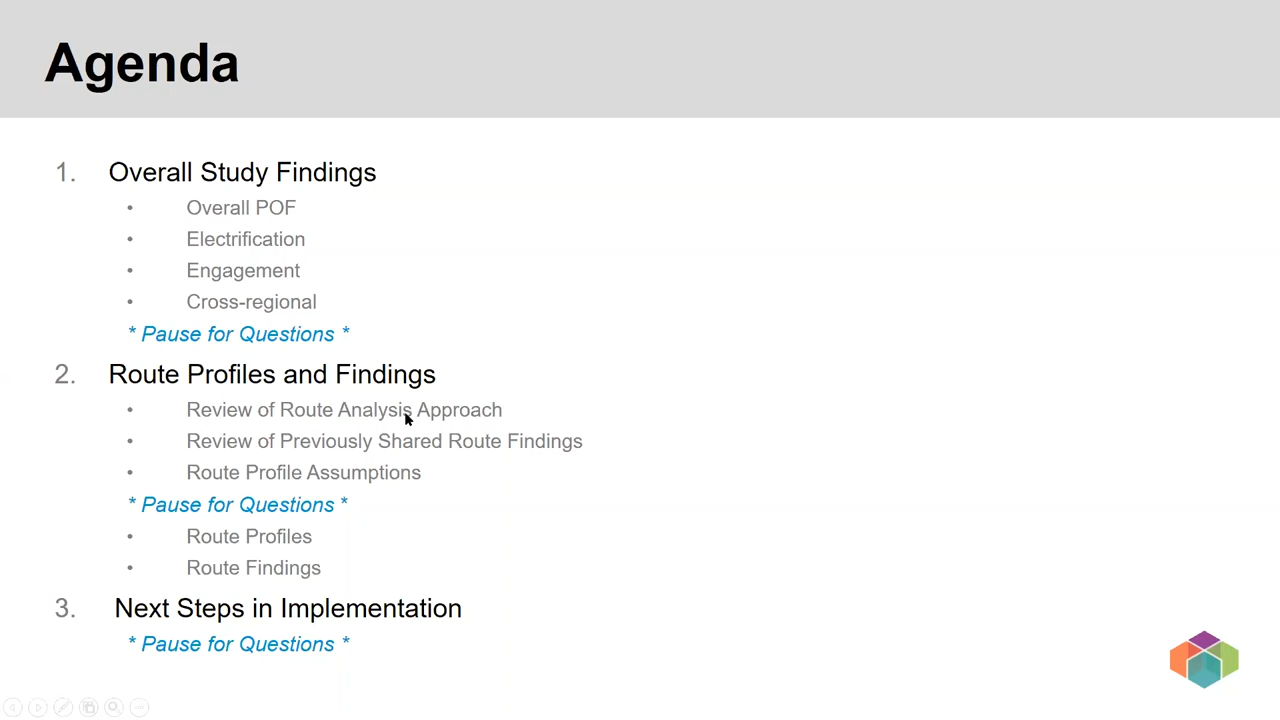 Agenda
1. Overall Study Findings
• Overall POF
• Electrification
• Engagement
• Cross-regional
* Pause for Questions *
2. Route Profiles and Findings
• Review of Route Analysis Approach
• Review of Previously Shared Route Findings
• Route Profile Assumptions
* Pause for Questions *
• Route Profiles
• Route Findings
3. Next Steps in Implementation
* Pause for Questions *